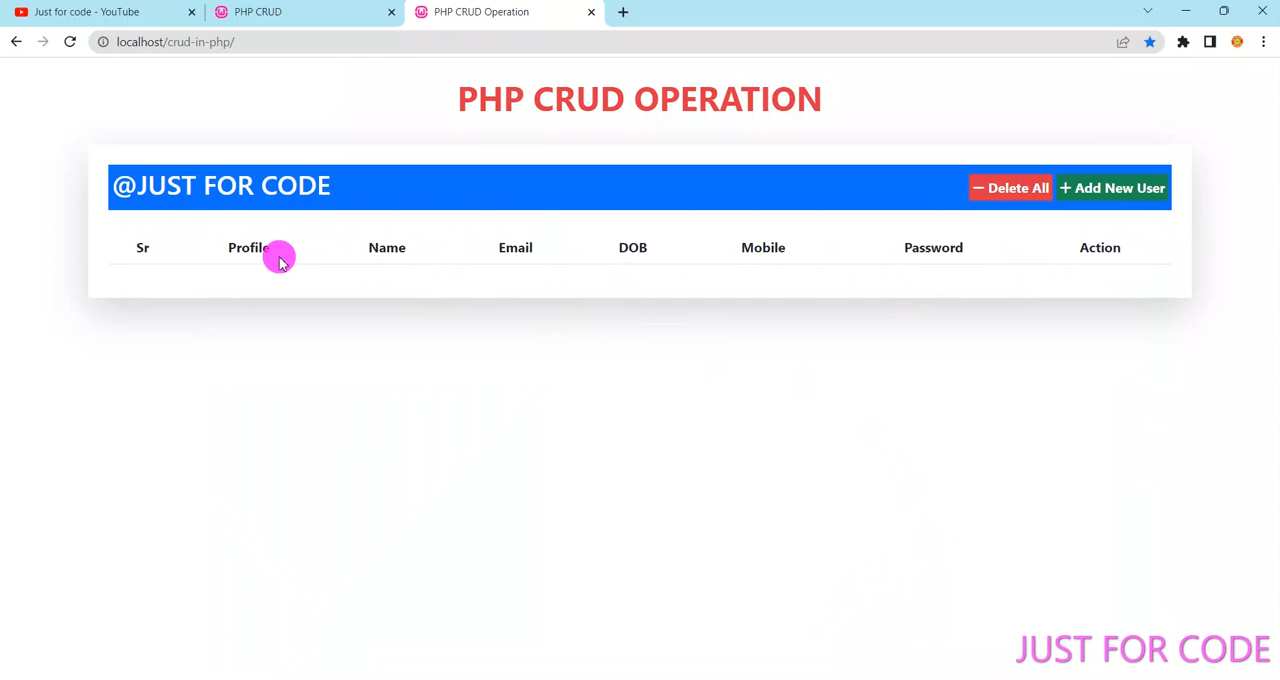 Just for code - YouTube
PHP CRUD
PHP CRUD Operation
localhost/crud-in-php/
PHP CRUD OPERATION
@JUST FOR CODE
Delete All
Add New User
Sr Profile Name Email DOB Mobile Password Action
JUST FOR CODE